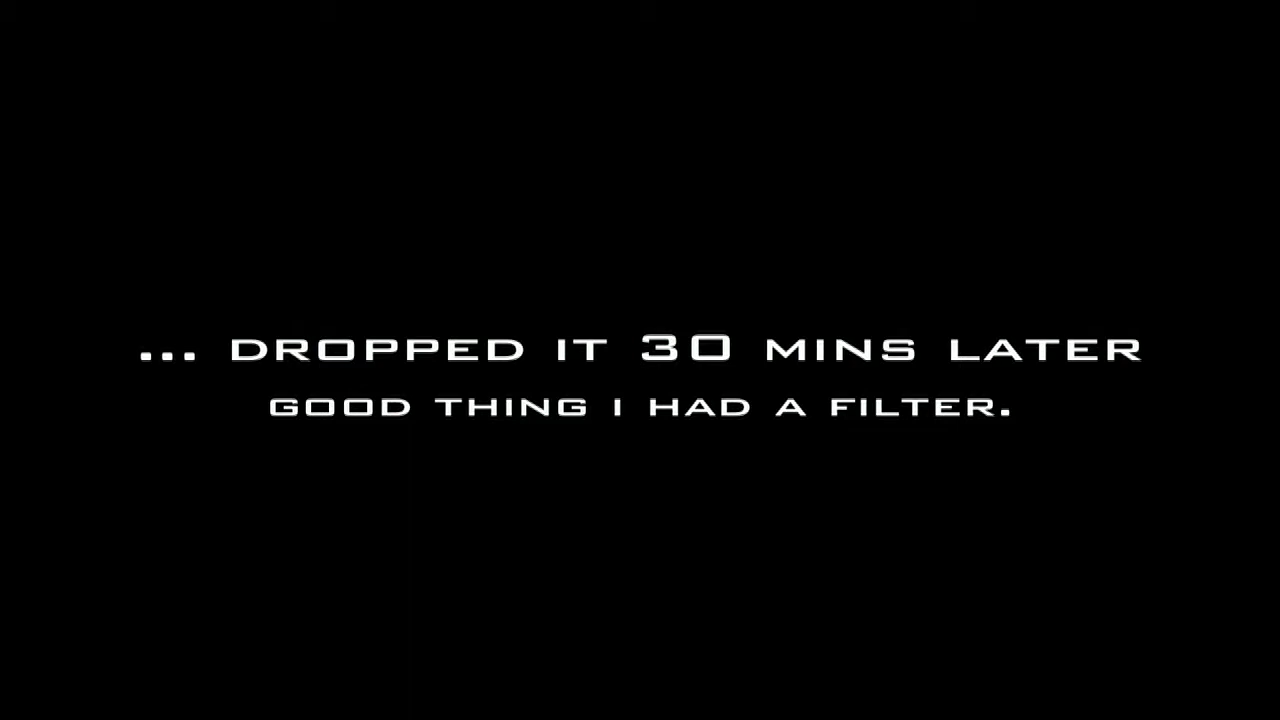 ... DROPPED IT 30 MINS LATER
GOOD THING I HAD A FILTER.